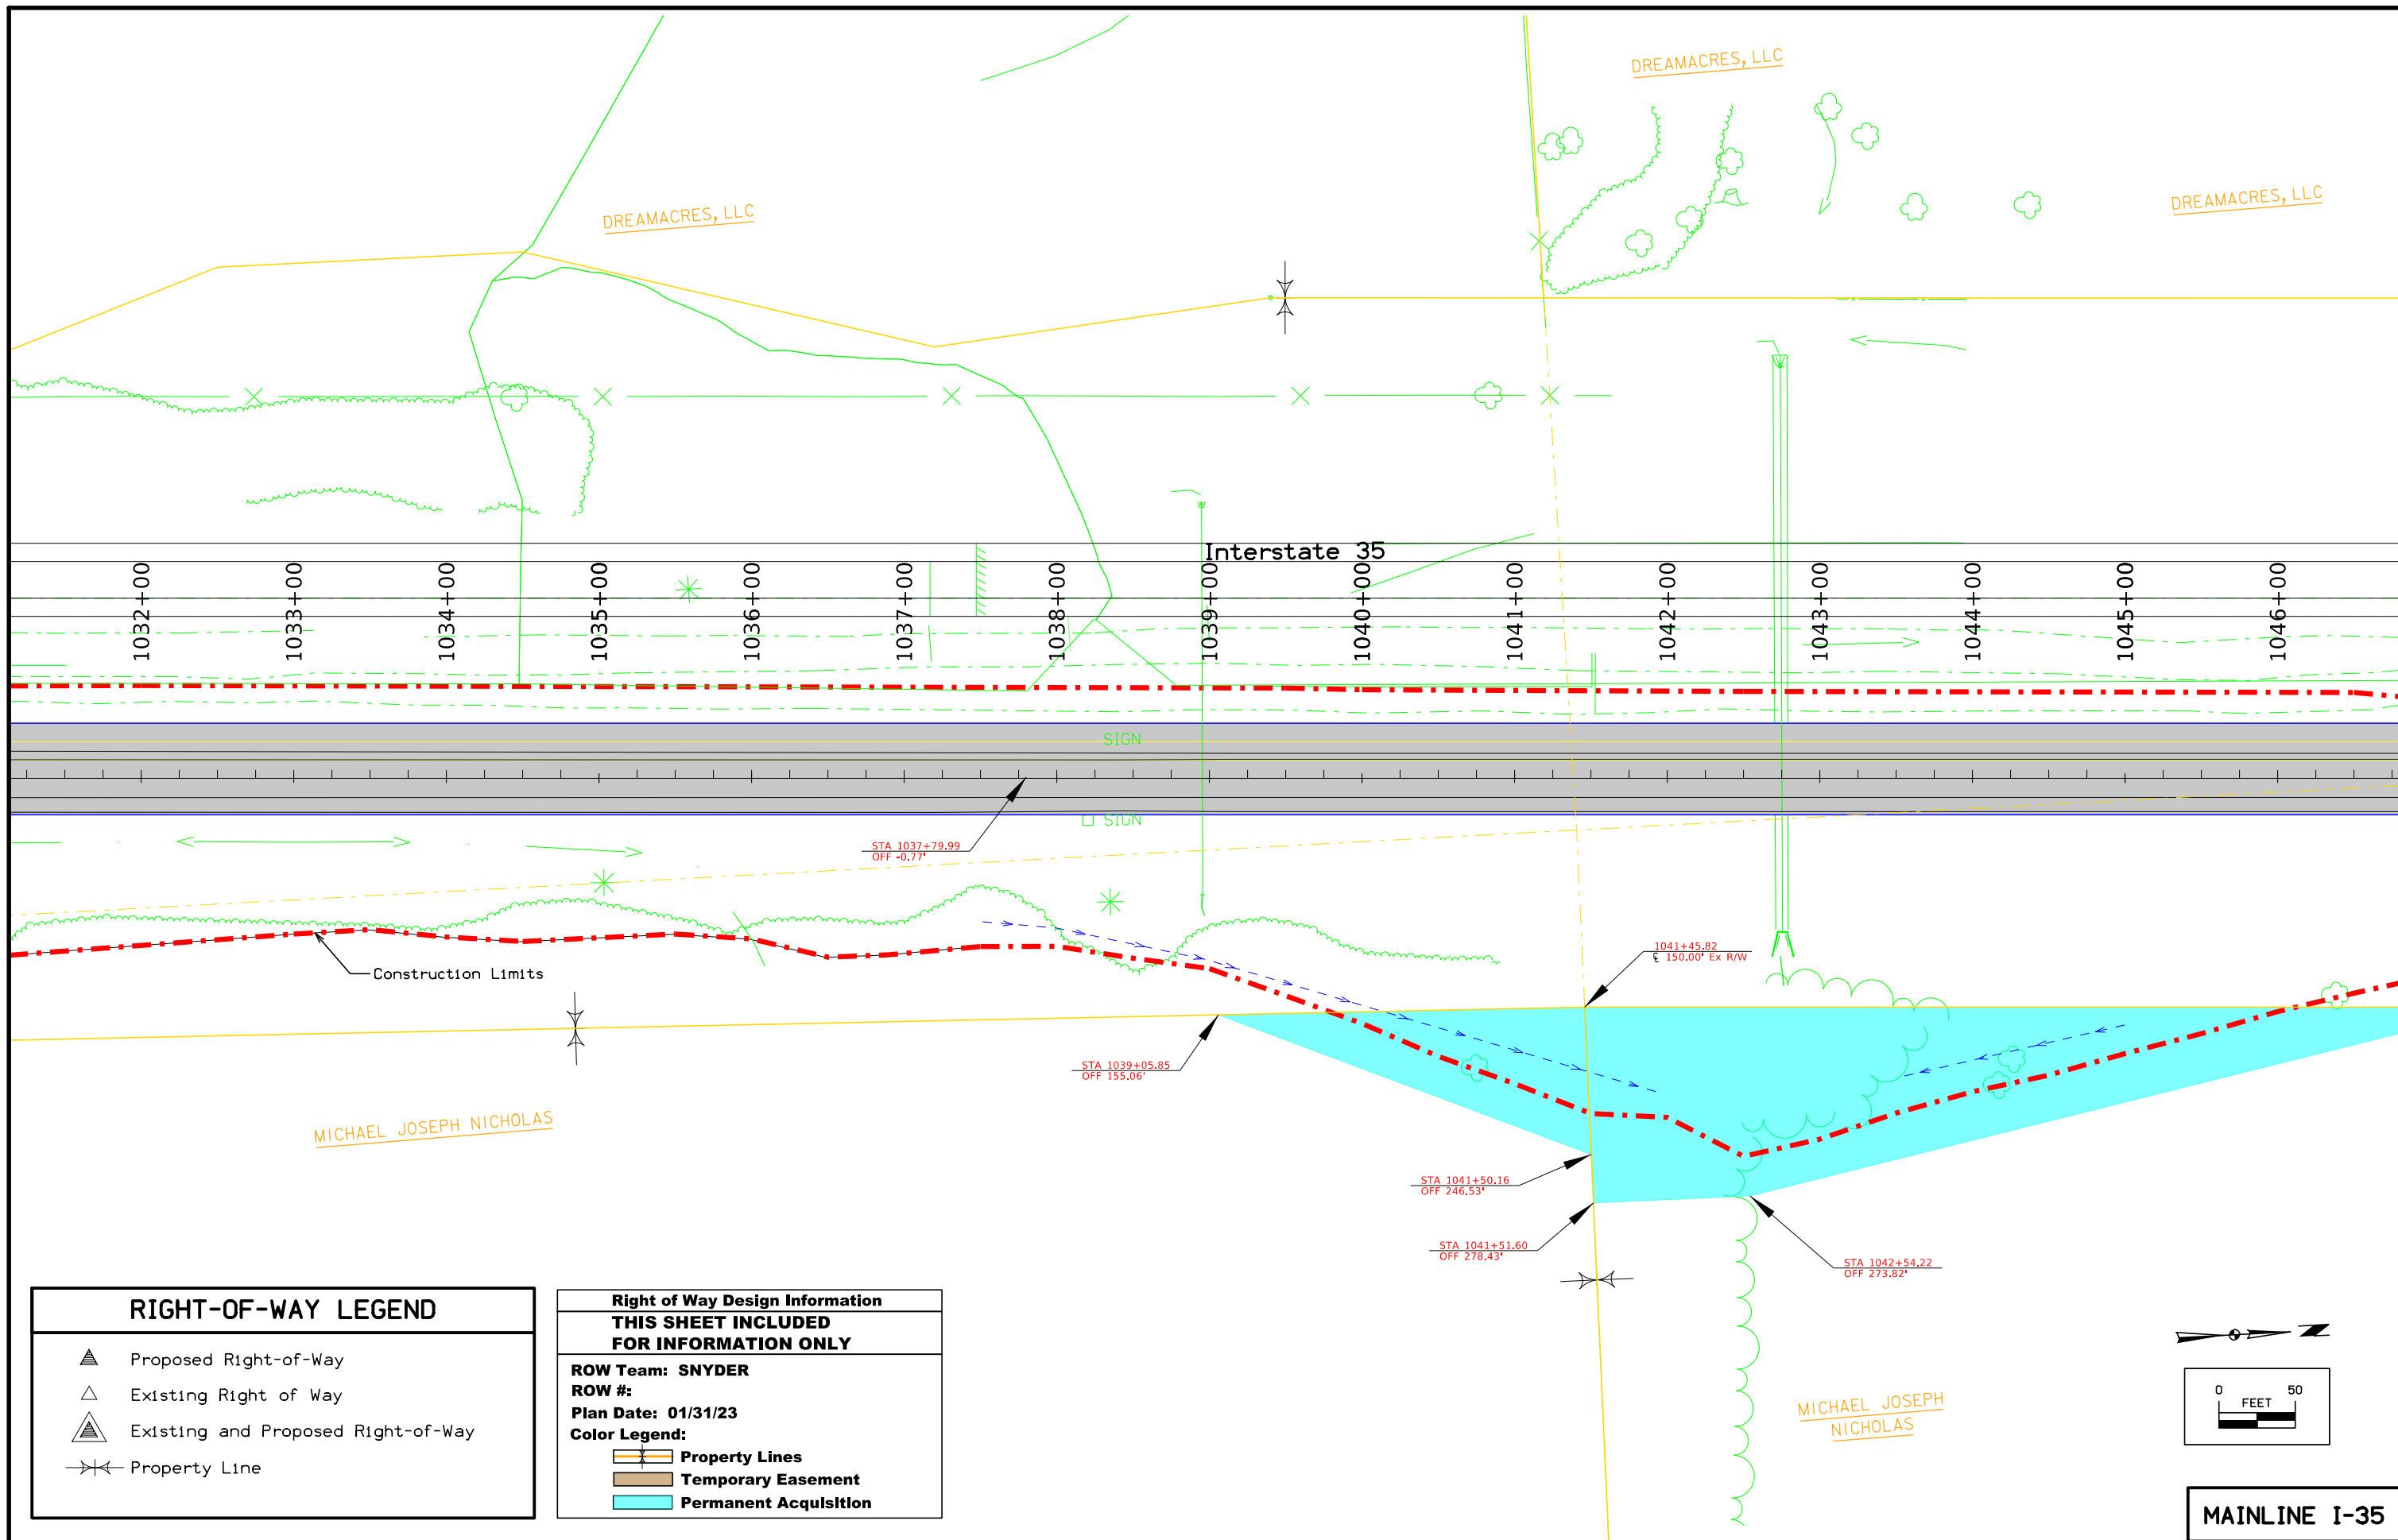 DREAMACRES, LLC
DREAMACRES, LLC
DREAMACRES, LLC
Interstate 35
1032+00
1033+00
1034+00
1035+00
1036+00
1037+00
1038+00
1039+00
1040+00
1041+00
1042+00
1043+00
1044+00
1045+00
1046+00
SIGN
SIGN
STA 1037+79.99
OFF -0.77'
Construction Limits
1041+45.82
℄ 150.00' Ex R/W
STA 1039+05.85
OFF 155.06'
MICHAEL JOSEPH NICHOLAS
STA 1041+50.16
OFF 246.53'
STA 1041+51.60
OFF 278.43'
STA 1042+54.22
OFF 273.82'
MICHAEL JOSEPH
NICHOLAS
RIGHT-OF-WAY LEGEND
Proposed Right-of-Way
Existing Right of Way
Existing and Proposed Right-of-Way
Property Line
Right of Way Design Information
THIS SHEET INCLUDED
FOR INFORMATION ONLY
ROW Team: SNYDER
ROW #:
Plan Date: 01/31/23
Color Legend:
Property Lines
Temporary Easement
Permanent Acquisition
Z
0 50
FEET
MAINLINE I-35